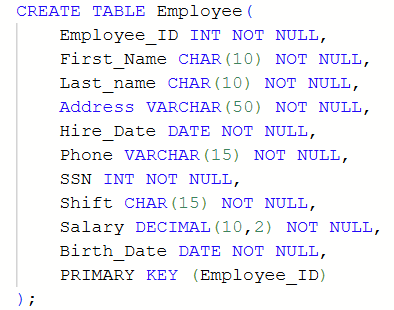 CREATE TABLE Employee(
Employee_ID INT NOT NULL,
First_Name CHAR(10) NOT NULL,
Last_name CHAR(10) NOT NULL,
Address VARCHAR(50) NOT NULL,
Hire_Date DATE NOT NULL,
Phone VARCHAR(15) NOT NULL,
SSN INT NOT NULL,
Shift CHAR(15) NOT NULL,
Salary DECIMAL(10,2) NOT NULL,
Birth_Date DATE NOT NULL,
PRIMARY KEY (Employee_ID)
);